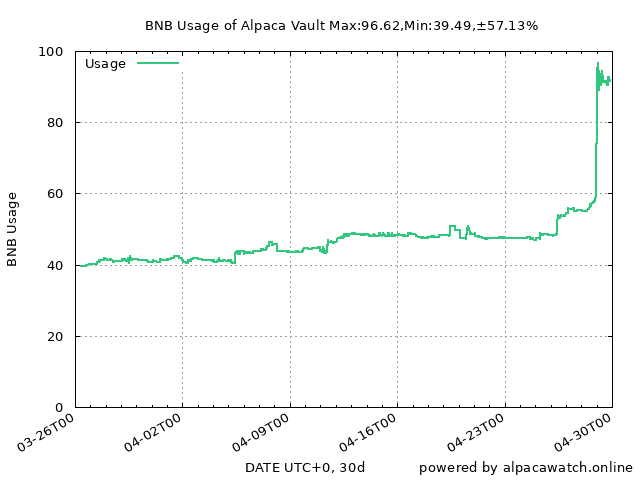 BNB Usage of Alpaca Vault Max:96.62,Min:39.49,±57.13%
Usage
BNB Usage
100
80
60
40
20
0
03-26T00
04-02T00
04-09T00
04-16T00
04-23T00
04-30T00
DATE UTC+0, 30d
powered by alpacawatch.online